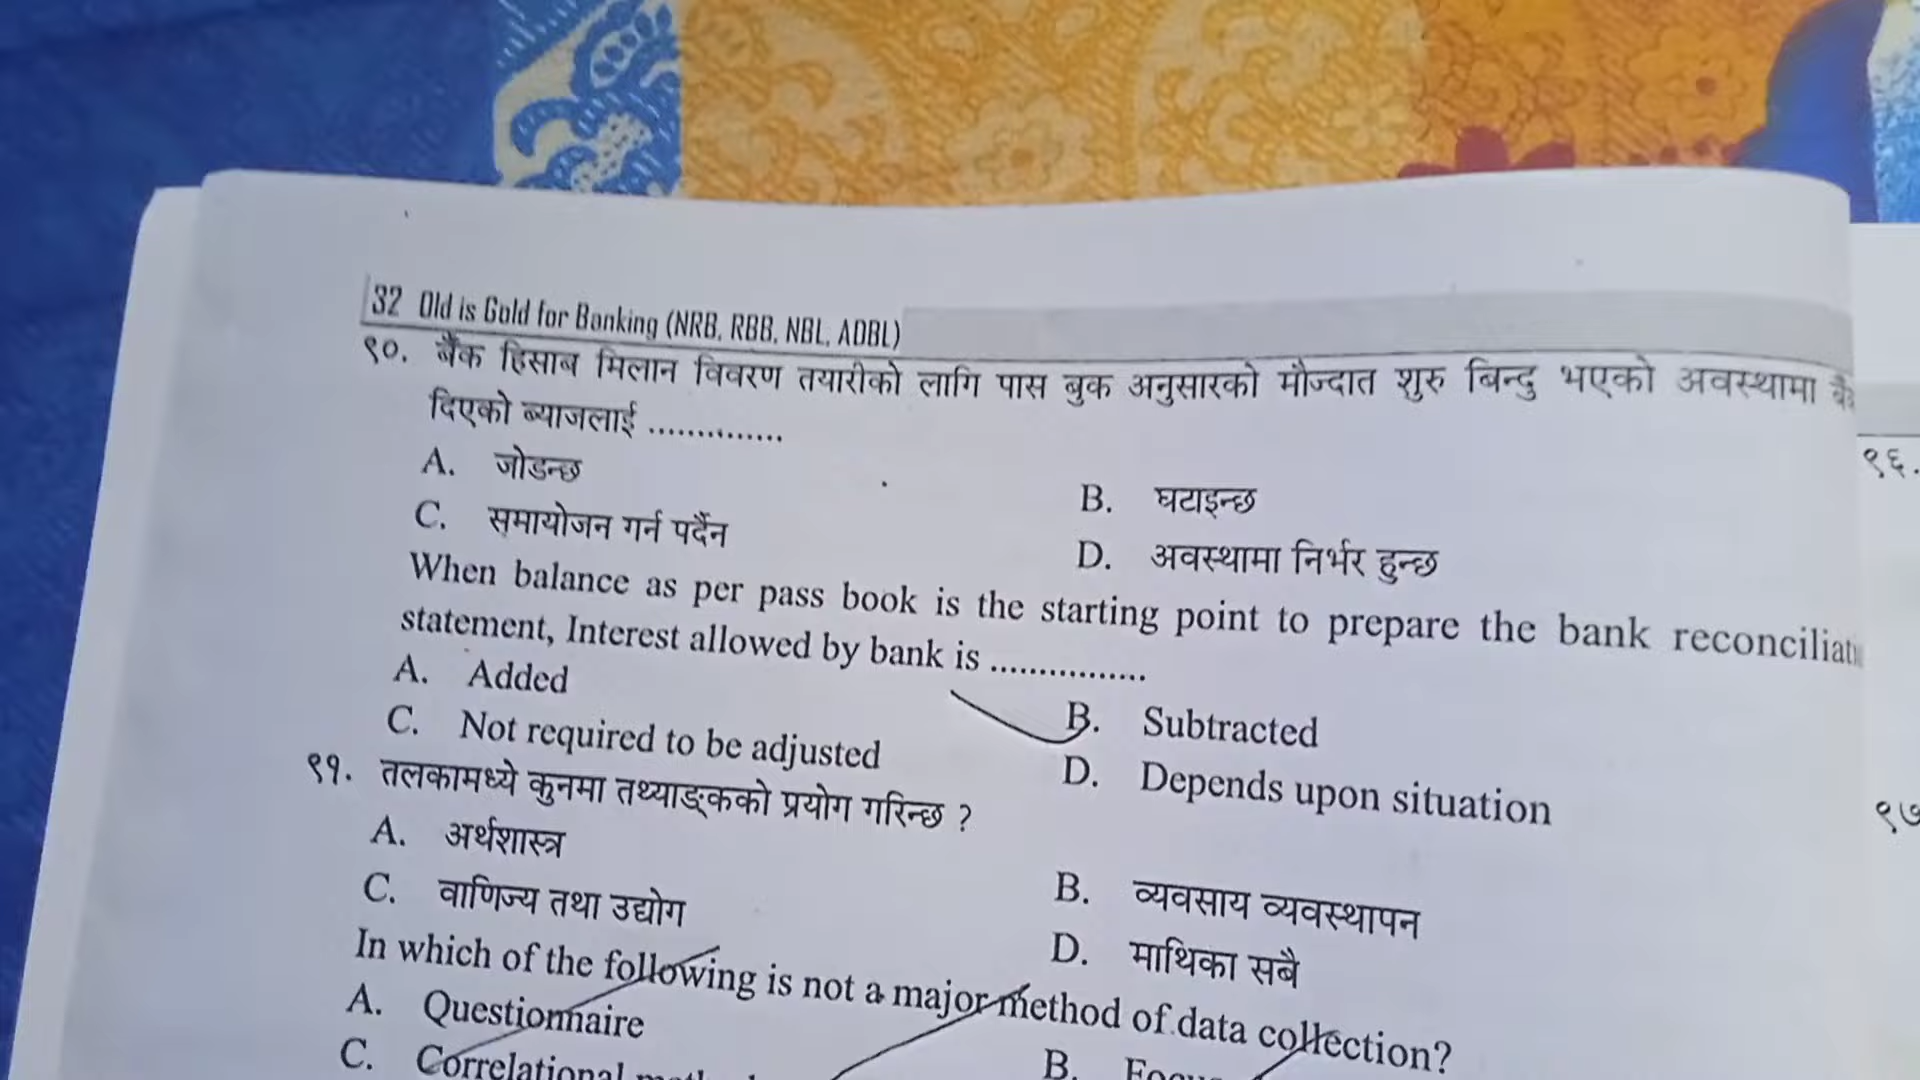 32 Old is Gold for Banking (NRB, RBB, NBL, ADBL)
९०. बैंक हिसाब मिलान विवरण तयारीको लागि पास बुक अनुसारको मौज्दात शुरु बिन्दु भएको अवस्थामा
दिएको ब्याजलाई ..............
A. जोडन्छ
B. घटाइन्छ
C. समायोजन गर्न पर्दैन
D. अवस्थामा निर्भर हुन्छ
When balance as per pass book is the starting point to prepare the bank
statement, Interest allowed by bank is ................
A. Added
B. Subtracted
C. Not required to be adjusted
D. Depends upon situation
९१. तलकामध्ये कुनमा तथ्याङ्कको प्रयोग गरिन्छ ?
A. अर्थशास्त्र
B. व्यवसाय व्यवस्थापन
C. वाणिज्य तथा उद्योग
D. माथिका सबै
In which of the following is not a major method of data collection?
A. Questionnaire
B.
C. Correlational
९६.
९७